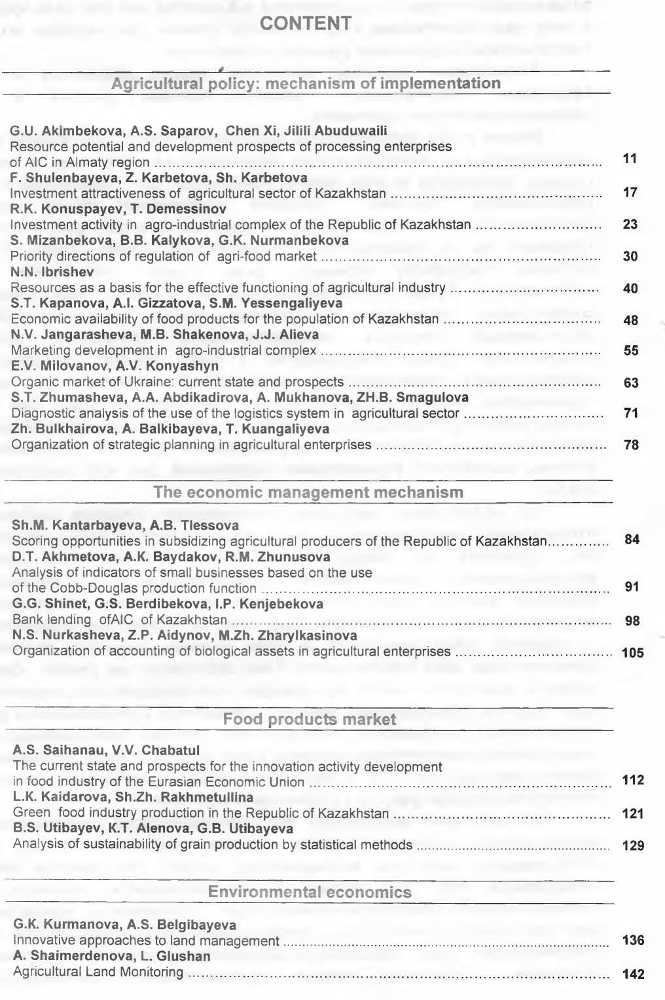 CONTENT
Agricultural policy: mechanism of implementation
G.U. Akimbekova, A.S. Saparov, Chen Xi, Jilili Abuduwaili
Resource potential and development prospects of processing enterprises
of AIC in Almaty region ........ 11
F. Shulenbayeva, Z. Karbetova, Sh. Karbetova
Investment attractiveness of agricultural sector of Kazakhstan ........ 17
R.K. Konuspayev, T. Demessinov
Investment activity in agro-industrial complex of the Republic of Kazakhstan ........ 23
S. Mizanbekova, B.B. Kalykova, G.K. Nurmanbekova
Priority directions of regulation of agri-food market ........ 30
N.N. Ibrishev
Resources as a basis for the effective functioning of agricultural industry ........ 40
S.T. Kapanova, A.I. Gizzatova, S.M. Yessengaliyeva
Economic availability of food products for the population of Kazakhstan ........ 48
N.V. Jangarasheva, M.B. Shakenova, J.J. Alieva
Marketing development in agro-industrial complex ........ 55
E.V. Milovanov, A.V. Konyashyn
Organic market of Ukraine: current state and prospects ........ 63
S.T. Zhumasheva, A.A. Abdikadirova, A. Mukhanova, ZH.B. Smagulova
Diagnostic analysis of the use of the logistics system in agricultural sector ........ 71
Zh. Bulkhairova, A. Balkibayeva, T. Kuangaliyeva
Organization of strategic planning in agricultural enterprises ........ 78
The economic management mechanism
Sh.M. Kantarbayeva, A.B. Tlessova
Scoring opportunities in subsidizing agricultural producers of the Republic of Kazakhstan........ 84
D.T. Akhmetova, A.K. Baydakov, R.M. Zhunusova
Analysis of indicators of small businesses based on the use
of the Cobb-Douglas production function ........ 91
G.G. Shinet, G.S. Berdibekova, I.P. Kenjebekova
Bank lending ofAIC of Kazakhstan ........ 98
N.S. Nurkasheva, Z.P. Aidynov, M.Zh. Zharylkasinova
Organization of accounting of biological assets in agricultural enterprises ........ 105
Food products market
A.S. Saihanau, V.V. Chabatul
The current state and prospects for the innovation activity development
in food industry of the Eurasian Economic Union ........ 112
L.K. Kaidarova, Sh.Zh. Rakhmetullina
Green food industry production in the Republic of Kazakhstan ........ 121
B.S. Utibayev, K.T. Alenova, G.B. Utibayeva
Analysis of sustainability of grain production by statistical methods ........ 129
Environmental economics
G.K. Kurmanova, A.S. Belgibayeva
Innovative approaches to land management ........ 136
A. Shaimerdenova, L. Glushan
Agricultural Land Monitoring ........ 142